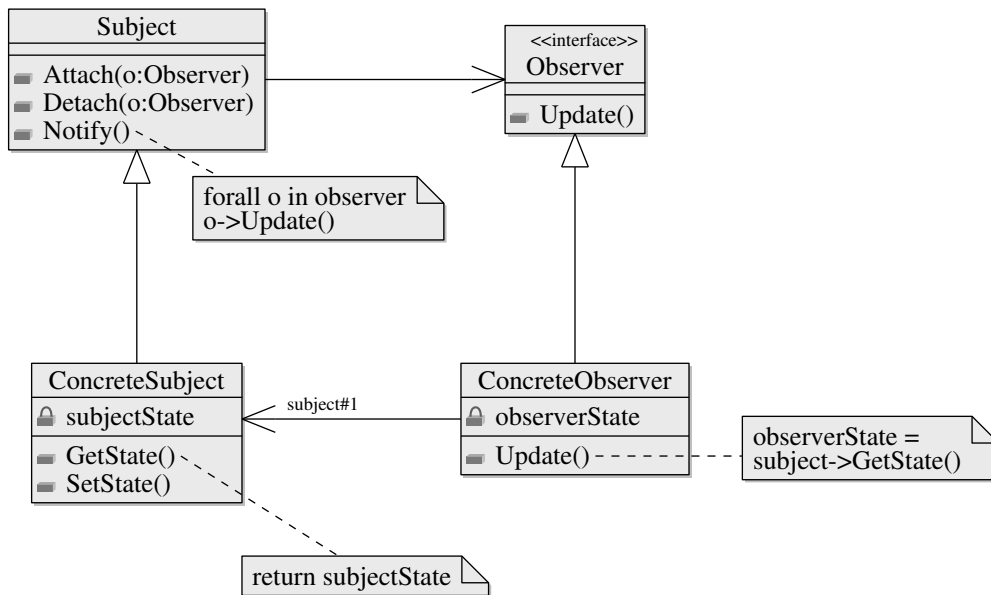 Subject
Attach(o:Observer)
Detach(o:Observer)
Notify()
<<interface>>
Observer
Update()
forall o in observer
o->Update()
ConcreteSubject
subjectState
GetState()
SetState()
subject#1
ConcreteObserver
observerState
Update()
observerState =
subject->GetState()
return subjectState